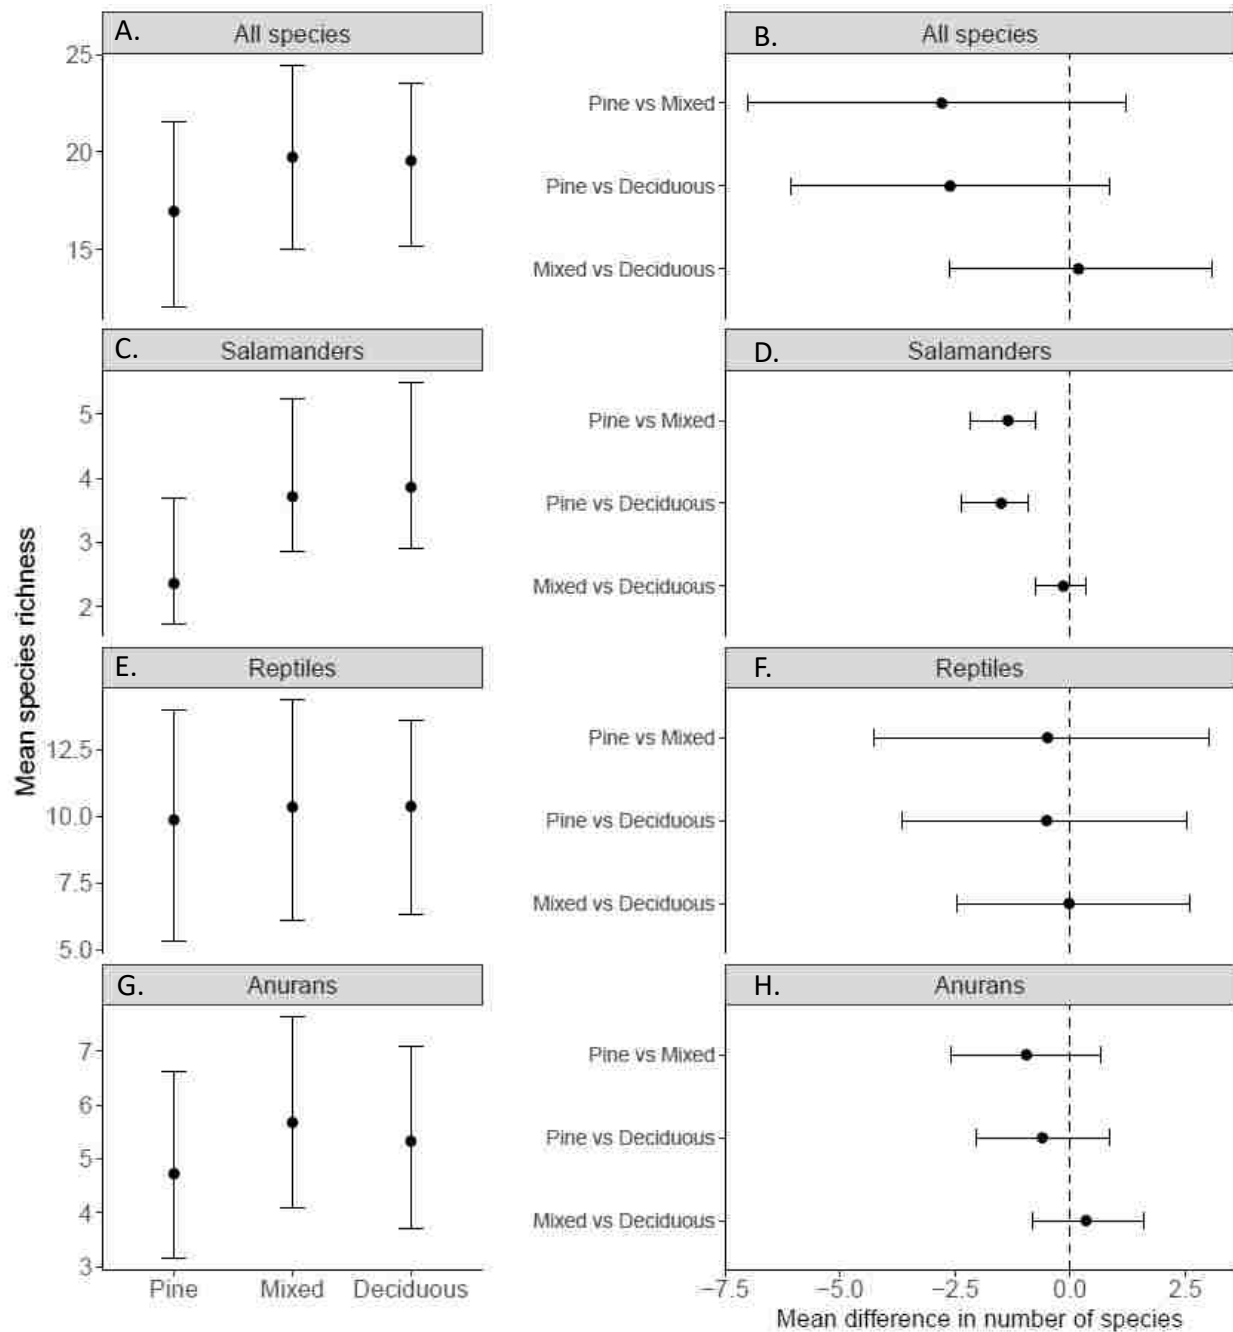 A. All species
25
20
15
B. All species
Pine vs Mixed
Pine vs Deciduous
Mixed vs Deciduous
C. Salamanders
5
4
3
2
D. Salamanders
Pine vs Mixed
Pine vs Deciduous
Mixed vs Deciduous
Mean species richness
E. Reptiles
12.5
10.0
7.5
5.0
F. Reptiles
Pine vs Mixed
Pine vs Deciduous
Mixed vs Deciduous
G. Anurans
7
6
5
4
3
Pine Mixed Deciduous
H. Anurans
Pine vs Mixed
Pine vs Deciduous
Mixed vs Deciduous
−7.5 −5.0 −2.5 0.0 2.5
Mean difference in number of species